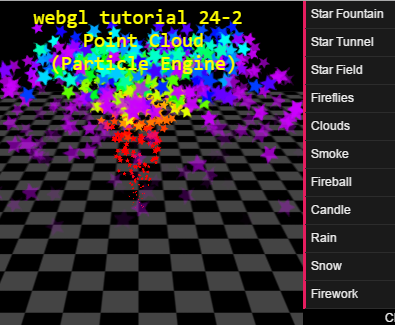 webgl tutorial 24-2
Point Cloud
(Particle Engine)
Star Fountain
Star Tunnel
Star Field
Fireflies
Clouds
Smoke
Fireball
Candle
Rain
Snow
Firework